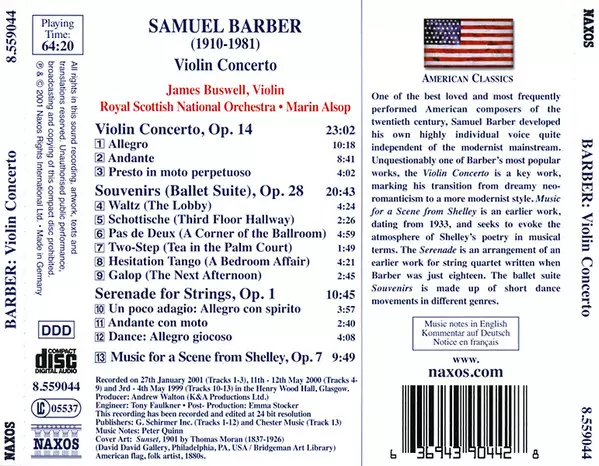 8.559044
Playing
Time:
64:20
SAMUEL BARBER
(1910-1981)
Violin Concerto
James Buswell, Violin
Royal Scottish National Orchestra • Marin Alsop
Violin Concerto, Op. 14 23:02
1 Allegro 10:18
2 Andante 8:41
3 Presto in moto perpetuoso 4:02
Souvenirs (Ballet Suite), Op. 28 20:43
4 Waltz (The Lobby) 4:24
5 Schottische (Third Floor Hallway) 2:26
6 Pas de Deux (A Corner of the Ballroom) 4:59
7 Two-Step (Tea in the Palm Court) 1:49
8 Hesitation Tango (A Bedroom Affair) 4:21
9 Galop (The Next Afternoon) 2:45
Serenade for Strings, Op. 1 10:45
10 Un poco adagio: Allegro con spirito 3:57
11 Andante con moto 2:40
12 Dance: Allegro giocoso 4:08
13 Music for a Scene from Shelley, Op. 7 9:49
Recorded on 27th January 2001 (Tracks 1-3), 11th - 12th May 2000 (Tracks 4-
9) and 3rd - 4th May 1999 (Tracks 10-13) in the Henry Wood Hall, Glasgow.
Producer: Andrew Walton (K&A Productions Ltd.)
Engineer: Tony Faulkner • Post- Production: Emma Stocker
This recording has been recorded and edited at 24 bit resolution
Publishers: G. Schirmer Inc. (Tracks 1-12) and Chester Music (Track 13)
Music Notes: Peter Quinn
Cover Art: Sunset, 1901 by Thomas Moran (1837-1926)
(David David Gallery, Philadelphia, PA, USA / Bridgeman Art Library)
American flag, folk artist, 1880s.
All rights in this sound recording, artwork, texts and
translations reserved. Unauthorised public performance,
broadcasting and copying of this compact disc prohibited.
℗ & © 2001 Naxos Rights International Ltd. • Made in Germany
BARBER: Violin Concerto
DDD
COMPACT
disc
DIGITAL AUDIO
8.559044
LC 05537
NAXOS
NAXOS
AMERICAN CLASSICS
One of the best loved and most frequently
performed American composers of the
twentieth century, Samuel Barber developed
his own highly individual voice quite
independent of the modernist mainstream.
Unquestionably one of Barber's most popular
works, the Violin Concerto is a key work,
marking his transition from dreamy neo-
romanticism to a more modernist style. Music
for a Scene from Shelley is an earlier work,
dating from 1933, and seeks to evoke the
atmosphere of Shelley's poetry in musical
terms. The Serenade is an arrangement of an
earlier work for string quartet written when
Barber was just eighteen. The ballet suite
Souvenirs is made up of short dance
movements in different genres.
Music notes in English
Kommentar auf Deutsch
Notice en français
www.
naxos.com
6 36943 90442 8
NAXOS
BARBER: Violin Concerto
8.559044